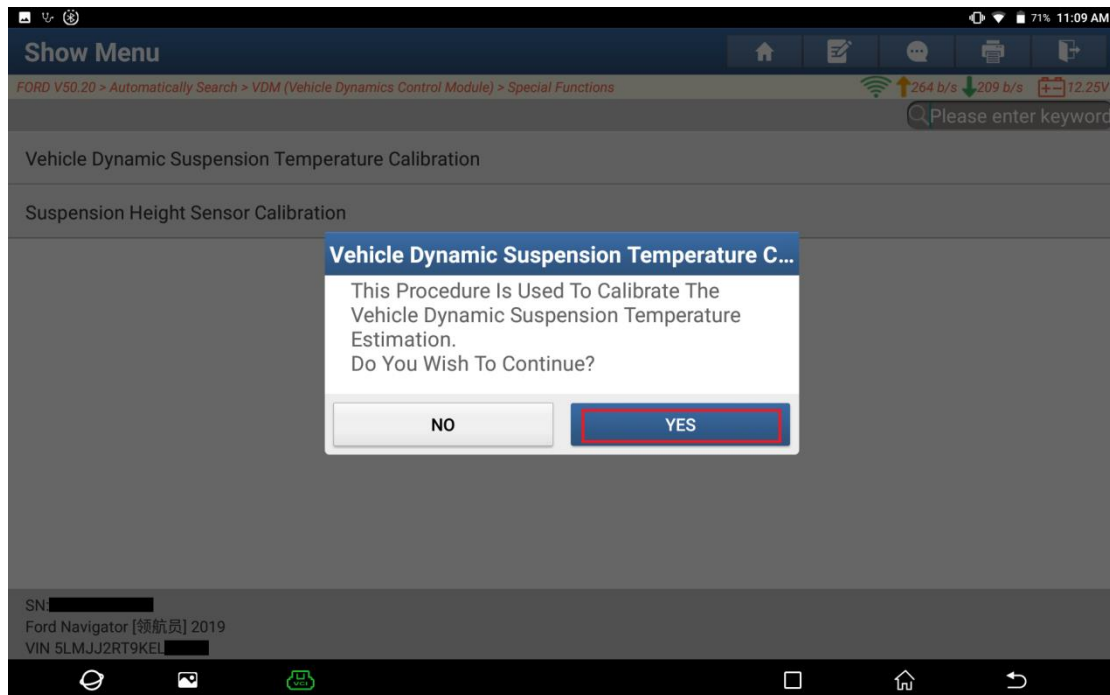 71% 11:09 AM
Show Menu
FORD V50.20 > Automatically Search > VDM (Vehicle Dynamics Control Module) > Special Functions
264 b/s 209 b/s 12.25V
Please enter keyword
Vehicle Dynamic Suspension Temperature Calibration
Suspension Height Sensor Calibration
Vehicle Dynamic Suspension Temperature C...
This Procedure Is Used To Calibrate The
Vehicle Dynamic Suspension Temperature
Estimation.
Do You Wish To Continue?
NO YES
SN:
Ford Navigator [领航员] 2019
VIN 5LMJJ2RT9KEL
VCI